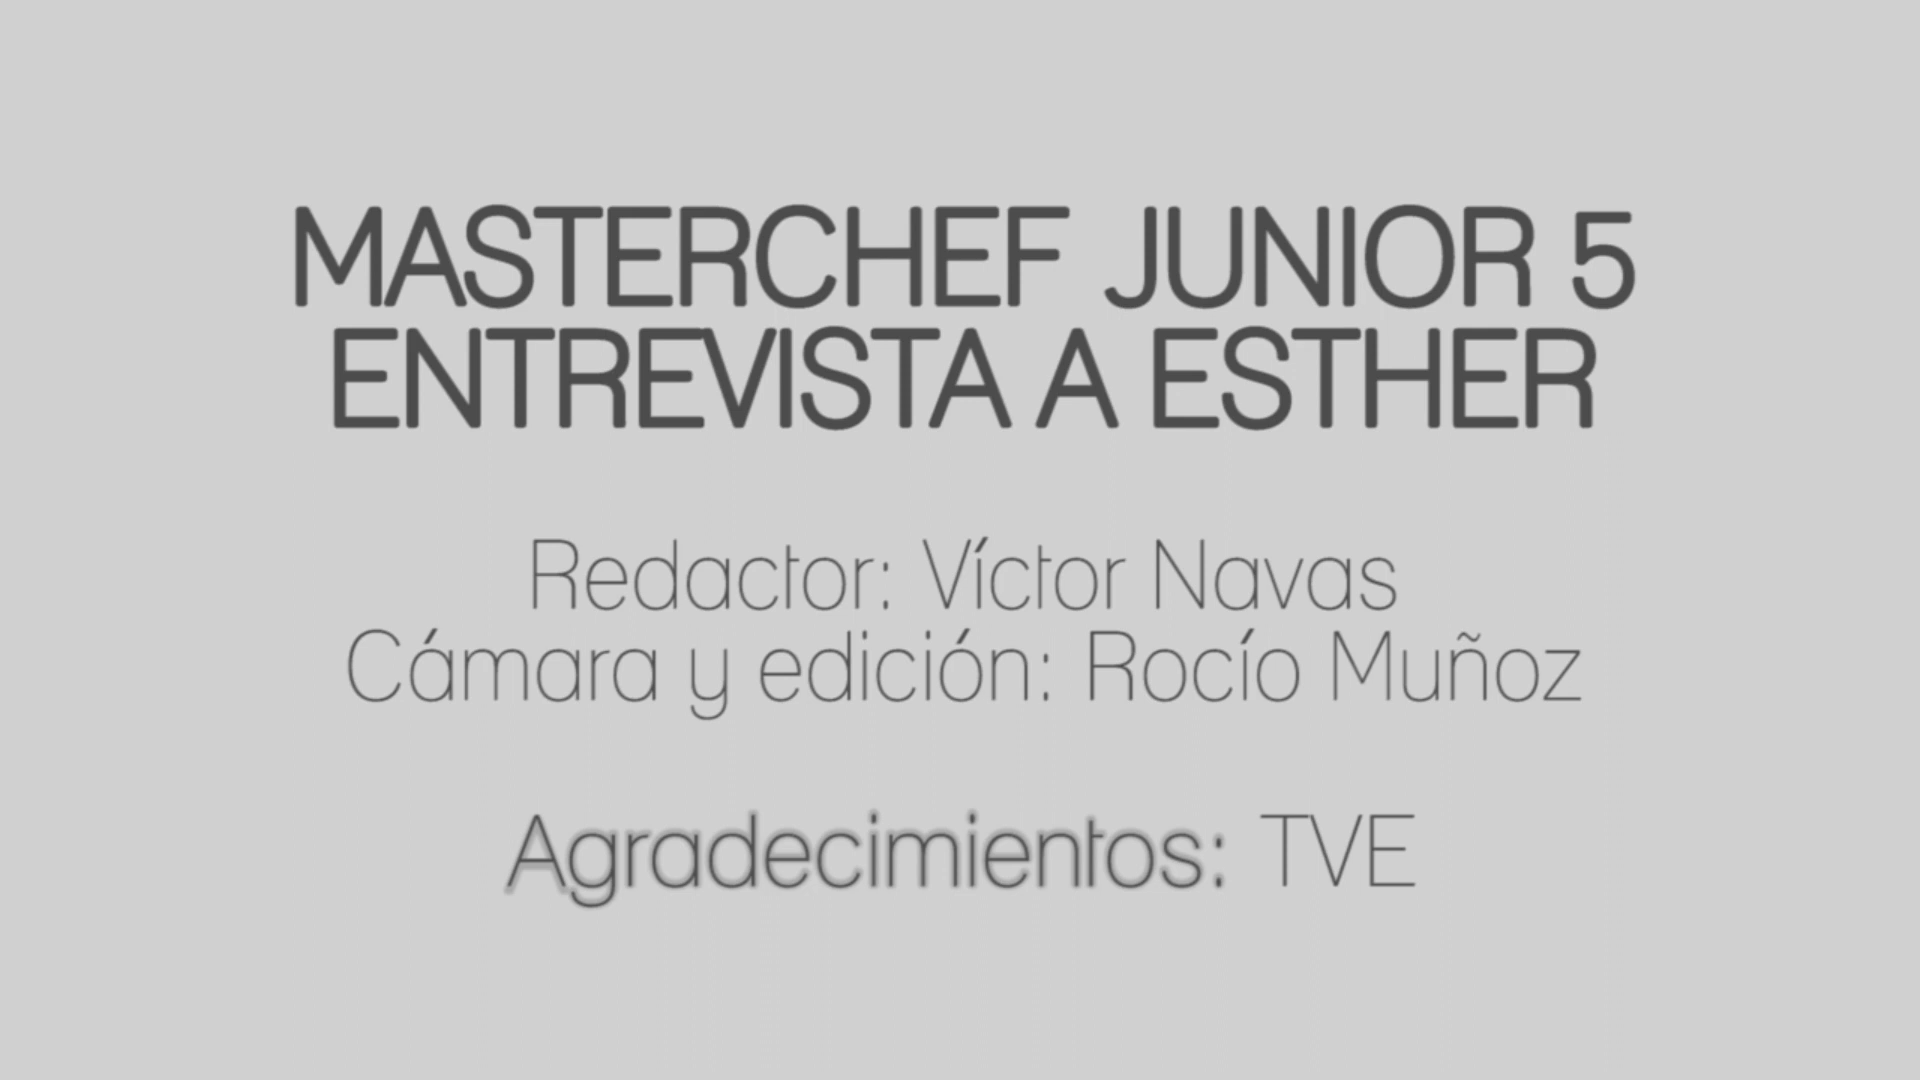 MASTERCHEF JUNIOR 5
ENTREVISTA A ESTHER
Redactor: Víctor Navas
Cámara y edición: Rocío Muñoz
Agradecimientos: TVE